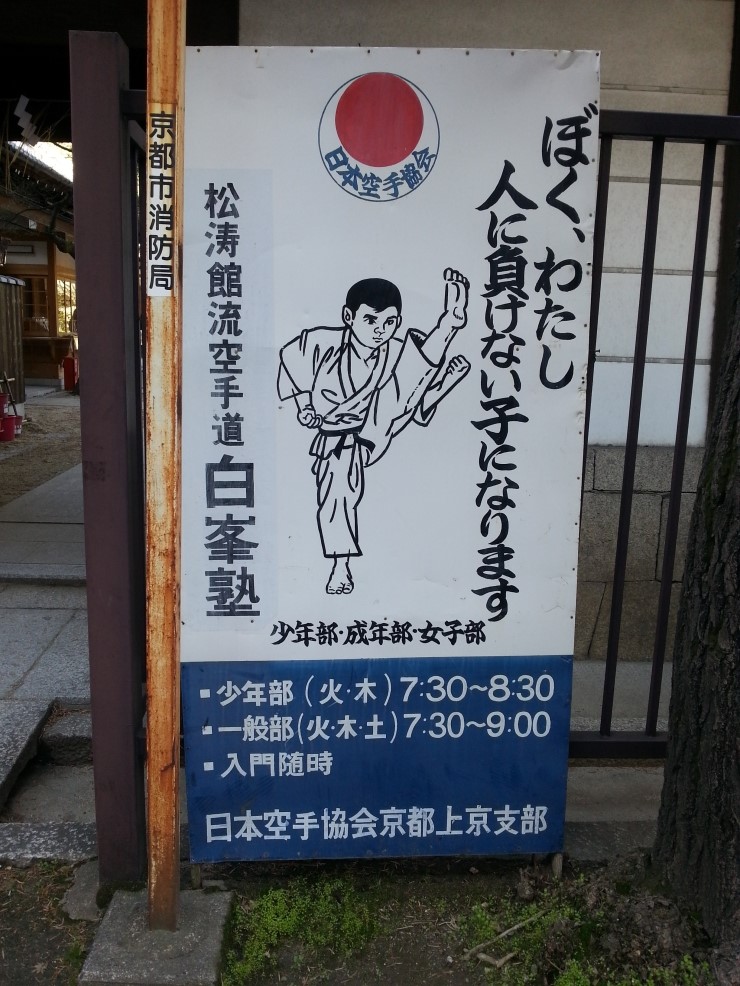 京都市消防局
日本空手協会
ぼく、わたし
人に負けない子になります
松涛館流空手道 白峯塾
少年部・成年部・女子部
▪少年部(火・木)7:30〜8:30
▪一般部(火・木・土)7:30〜9:00
▪入門随時
日本空手協会京都上京支部